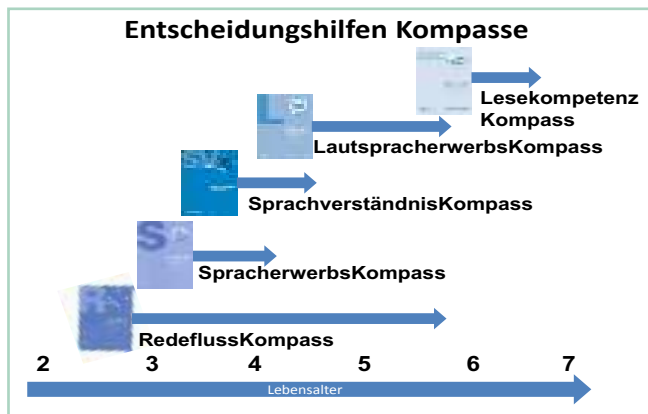 Entscheidungshilfen Kompasse
Lesekompetenz
Kompass
LautspracherwerbsKompass
SprachverständnisKompass
S
SpracherwerbsKompass
RedeflussKompass
2 3 4 5 6 7
Lebensalter